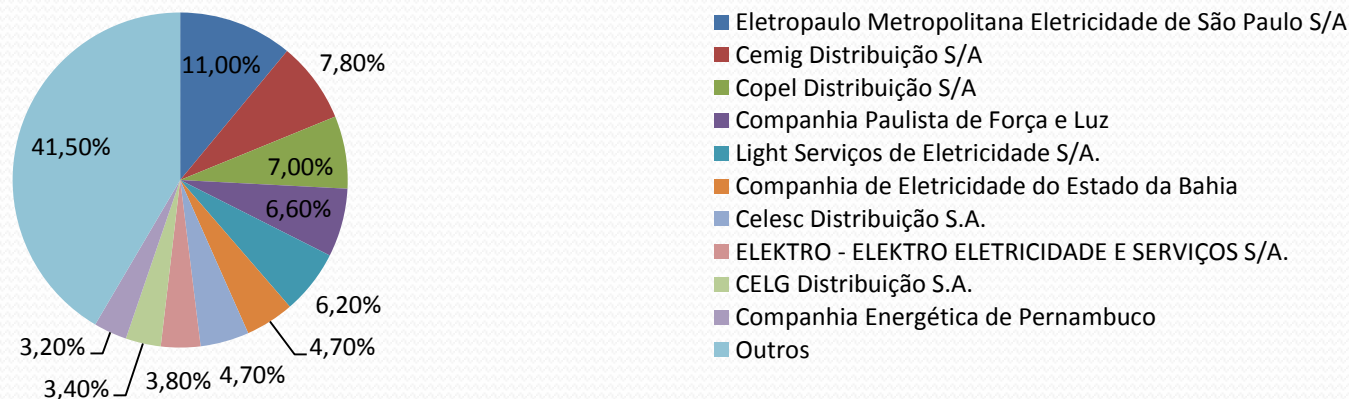 11,00%
7,80%
7,00%
6,60%
6,20%
4,70%
4,70%
3,80%
3,40%
3,20%
41,50%
Eletropaulo Metropolitana Eletricidade de São Paulo S/A
Cemig Distribuição S/A
Copel Distribuição S/A
Companhia Paulista de Força e Luz
Light Serviços de Eletricidade S/A.
Companhia de Eletricidade do Estado da Bahia
Celesc Distribuição S.A.
ELEKTRO - ELEKTRO ELETRICIDADE E SERVIÇOS S/A.
CELG Distribuição S.A.
Companhia Energética de Pernambuco
Outros